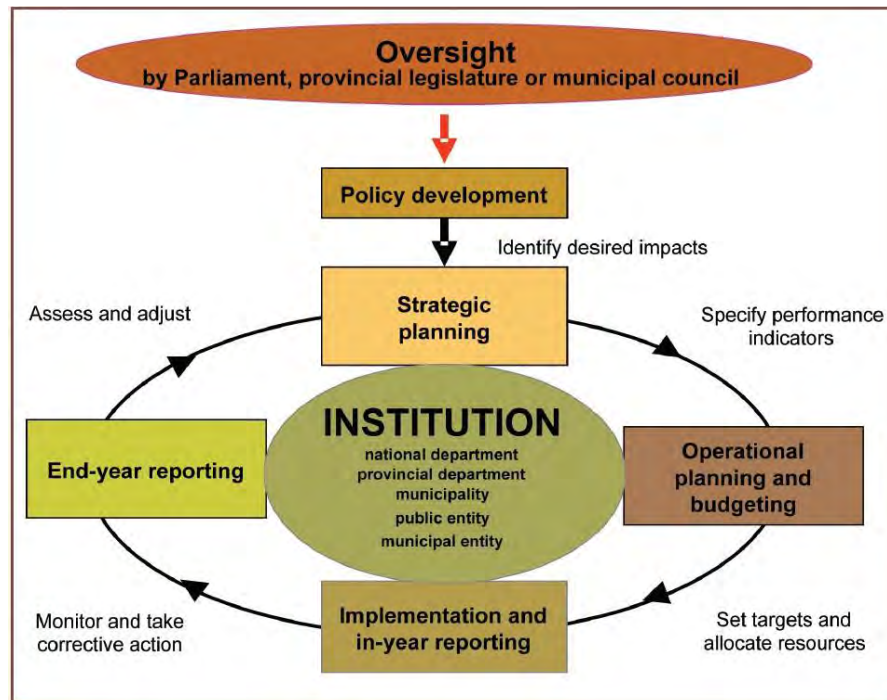 Oversight
by Parliament, provincial legislature or municipal council
Policy development
Identify desired impacts
Strategic
planning
Assess and adjust
Specify performance
indicators
INSTITUTION
national department
provincial department
municipality
public entity
municipal entity
End-year reporting
Operational
planning and
budgeting
Monitor and take
corrective action
Implementation and
in-year reporting
Set targets and
allocate resources